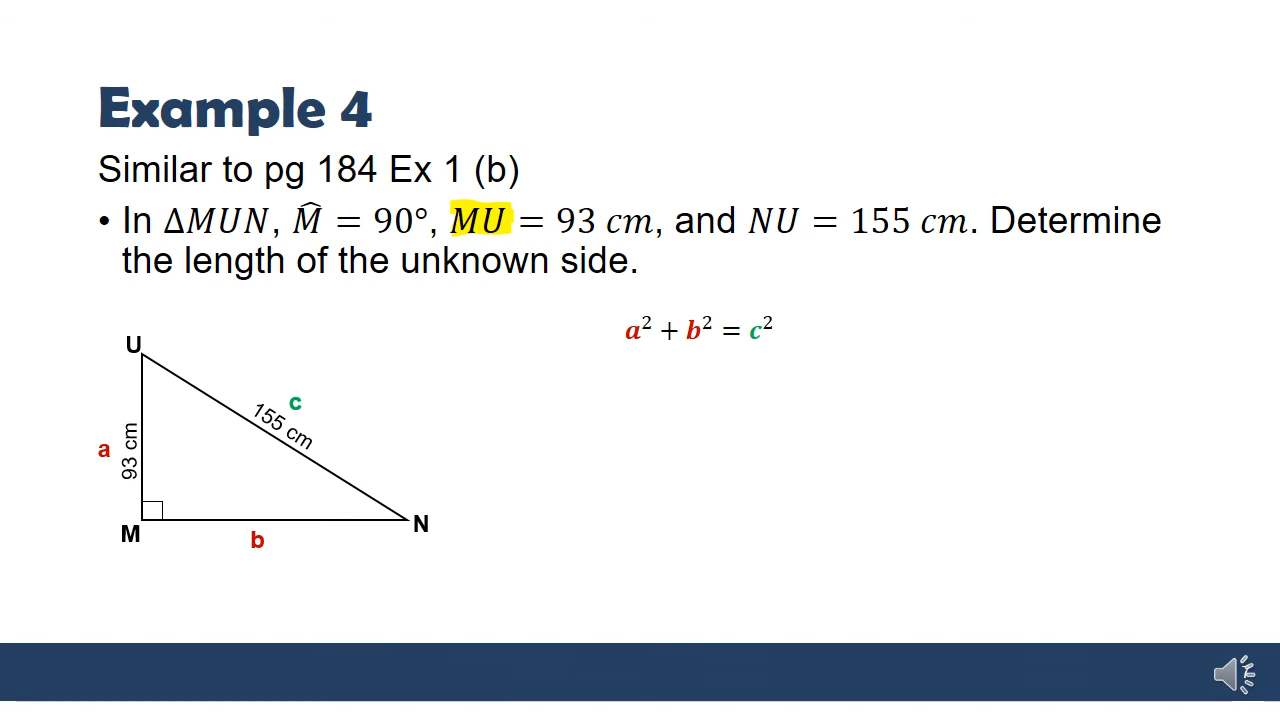 Example 4
Similar to pg 184 Ex 1 (b)
• In Δ𝑀𝑈𝑁, 𝑀̂ = 90°, 𝑀𝑈 = 93 𝑐𝑚, and 𝑁𝑈 = 155 𝑐𝑚. Determine
the length of the unknown side.
a² + b² = c²
U
c
155 cm
a
93 cm
M
b
N